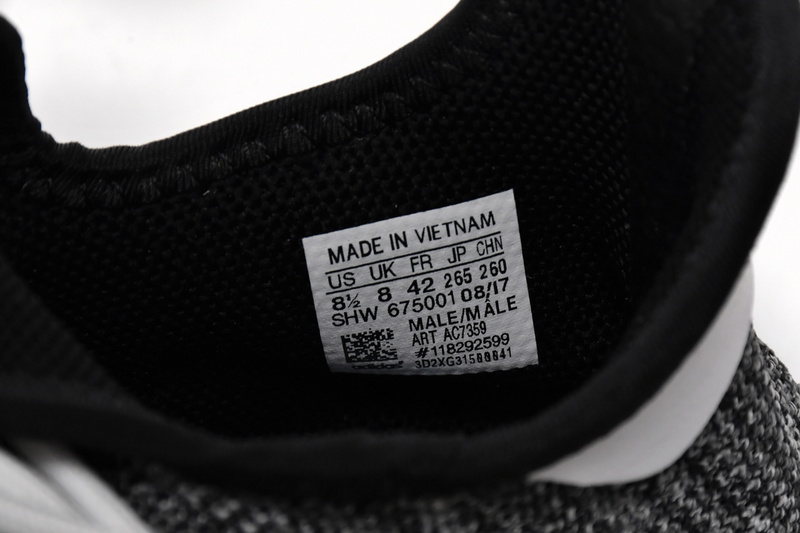 MADE IN VIETNAM
US UK FR JP CHN
8½ 8 42 265 260
SHW 675001 08/17
MALE/MÂLE
ART AC7359
#118292599
adidas